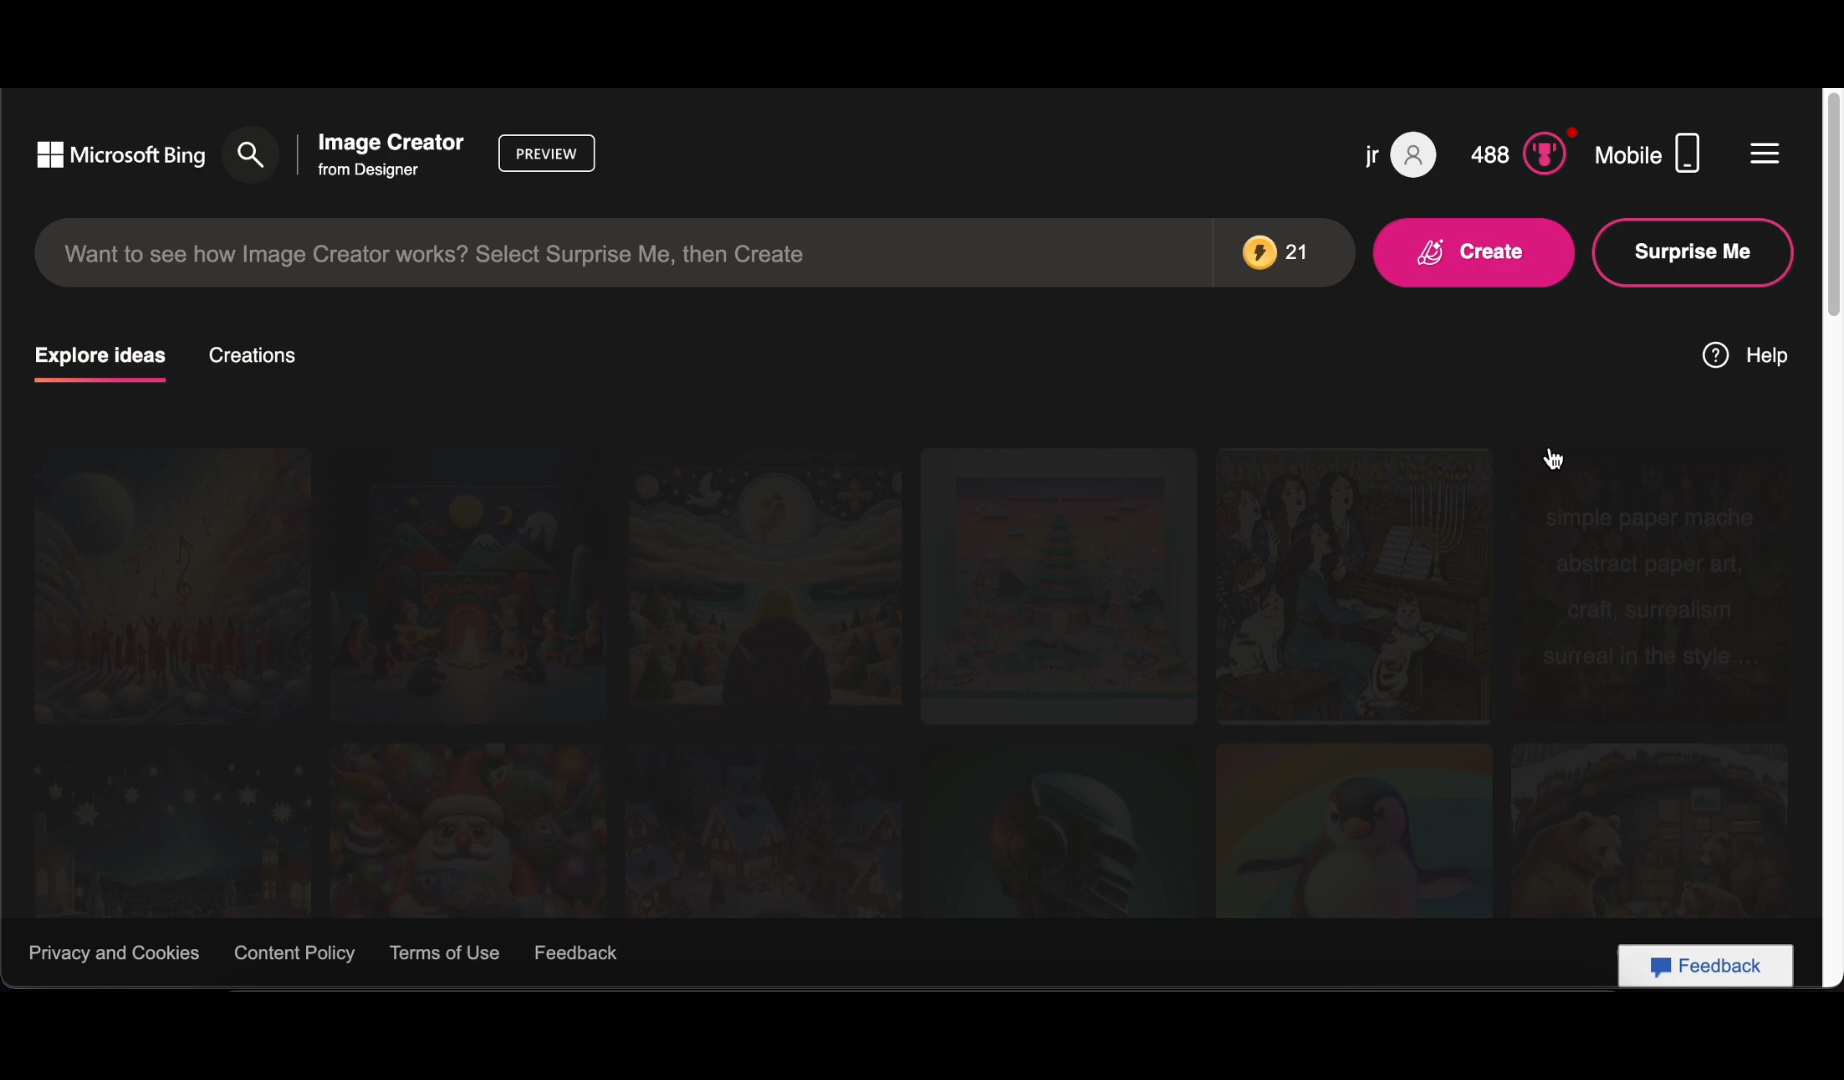 Microsoft Bing
Image Creator
from Designer
PREVIEW
jr
488
Mobile
Want to see how Image Creator works? Select Surprise Me, then Create
21
Create
Surprise Me
Explore ideas
Creations
Help
simple paper mache
abstract paper art,
craft, surrealism
surreal in the style ...
Privacy and Cookies
Content Policy
Terms of Use
Feedback
Feedback